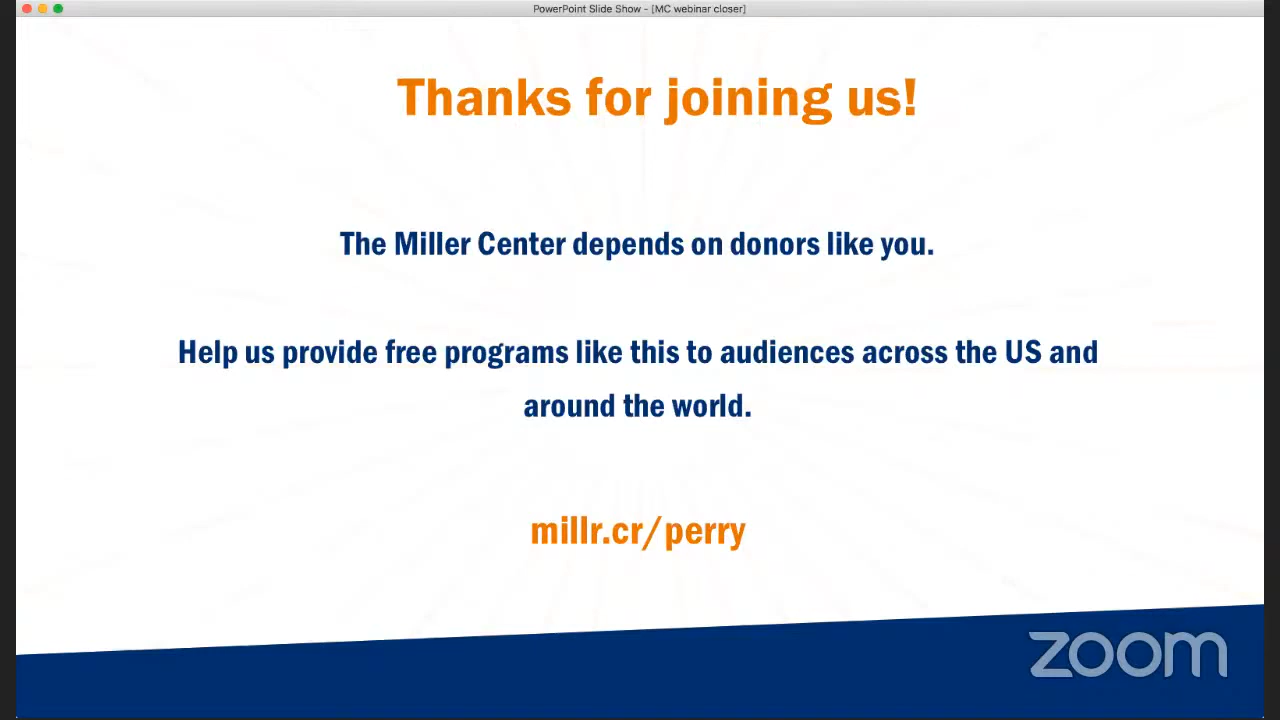 PowerPoint Slide Show - [MC webinar closer]
Thanks for joining us!
The Miller Center depends on donors like you.
Help us provide free programs like this to audiences across the US and
around the world.
millr.cr/perry
zoom